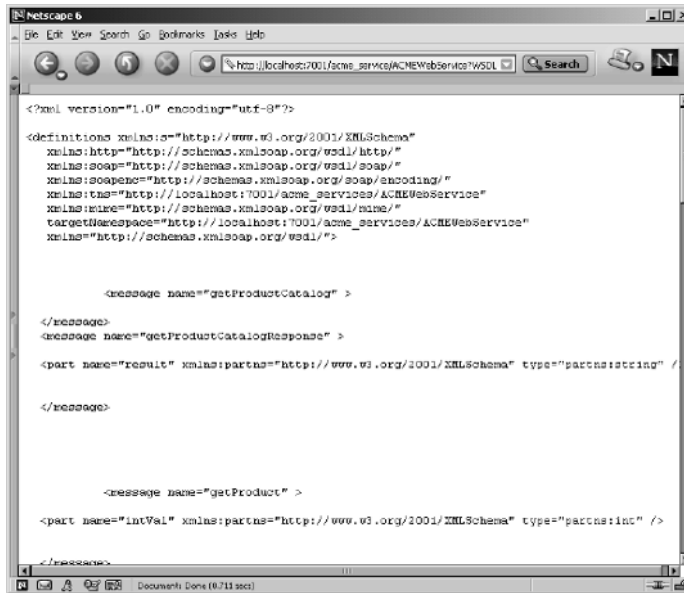 Netscape 6
File Edit View Search Go Bookmarks Tasks Help
http://localhost:7001/acme_service/ACMEWebService?WSDL Search N
<?xml version="1.0" encoding="utf-8"?>
<definitions xmlns:s="http://www.w3.org/2001/XMLSchema"
xmlns:http="http://schemas.xmlsoap.org/wsdl/http/"
xmlns:soap="http://schemas.xmlsoap.org/wsdl/soap/"
xmlns:soapenc="http://schemas.xmlsoap.org/soap/encoding/"
xmlns:tns="http://localhost:7001/acme_services/ACMEWebService"
xmlns:mime="http://schemas.xmlsoap.org/wsdl/mime/"
targetNamespace="http://localhost:7001/acme_services/ACMEWebService"
xmlns="http://schemas.xmlsoap.org/wsdl/">
<message name="getProductCatalog" >
</message>
<message name="getProductCatalogResponse" >
<part name="result" xmlns:partns="http://www.w3.org/2001/XMLSchema" type="partns:string" /
</message>
<message name="getProduct" >
<part name="intVal" xmlns:partns="http://www.w3.org/2001/XMLSchema" type="partns:int" />
</message>
Document: Done (0.711 secs)